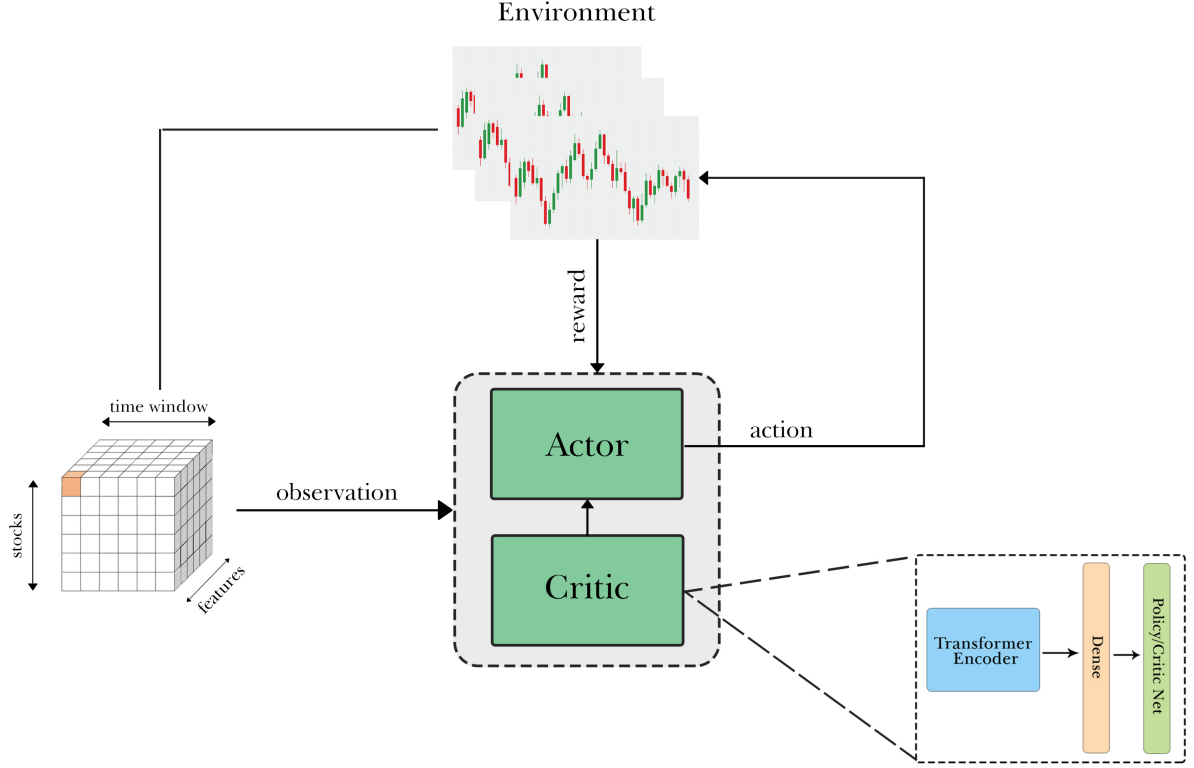 Environment
reward
time window
Actor
action
observation
stocks
features
Critic
Transformer
Encoder
Dense
Policy/Critic Net